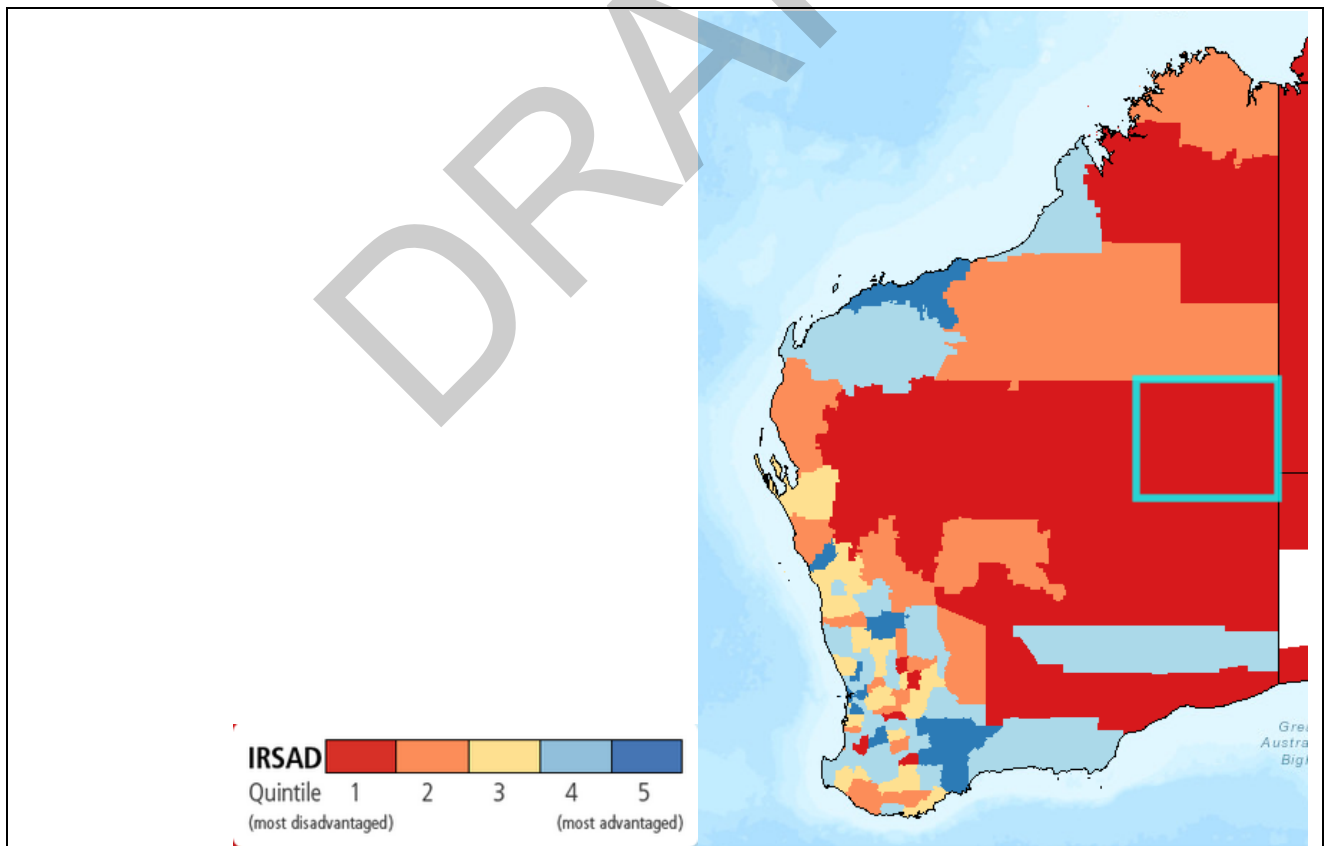 DRA
Gre
Austra
Bigh
IRSAD
Quintile 1 2 3 4 5
(most disadvantaged) (most advantaged)